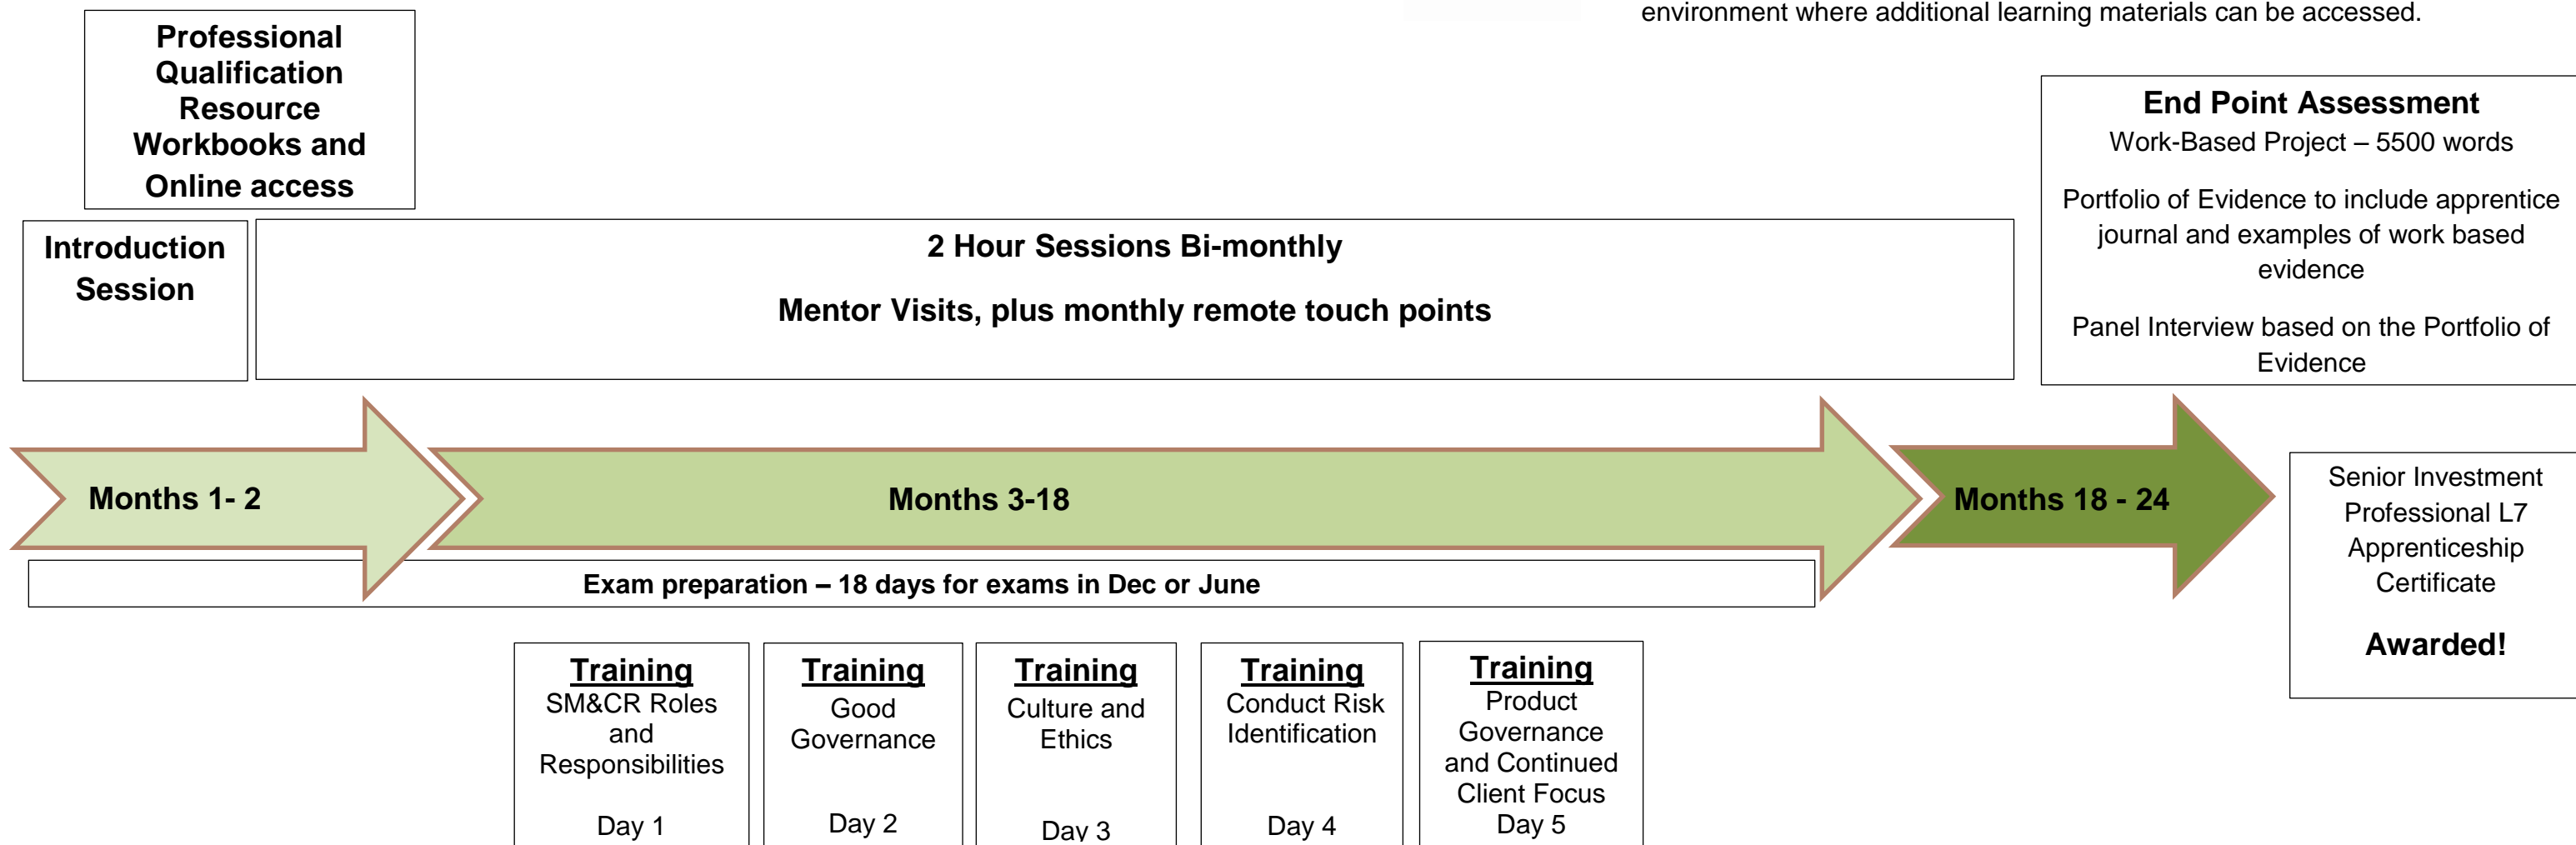 environment where additional learning materials can be accessed.
Professional
Qualification
Resource
Workbooks and
Online access
End Point Assessment
Work-Based Project – 5500 words
Portfolio of Evidence to include apprentice
journal and examples of work based
evidence
Panel Interview based on the Portfolio of
Evidence
Introduction
Session
2 Hour Sessions Bi-monthly
Mentor Visits, plus monthly remote touch points
Months 1- 2
Months 3-18
Months 18 - 24
Senior Investment
Professional L7
Apprenticeship
Certificate
Awarded!
Exam preparation – 18 days for exams in Dec or June
Training
SM&CR Roles
and
Responsibilities
Day 1
Training
Good
Governance
Day 2
Training
Culture and
Ethics
Day 3
Training
Conduct Risk
Identification
Day 4
Training
Product
Governance
and Continued
Client Focus
Day 5